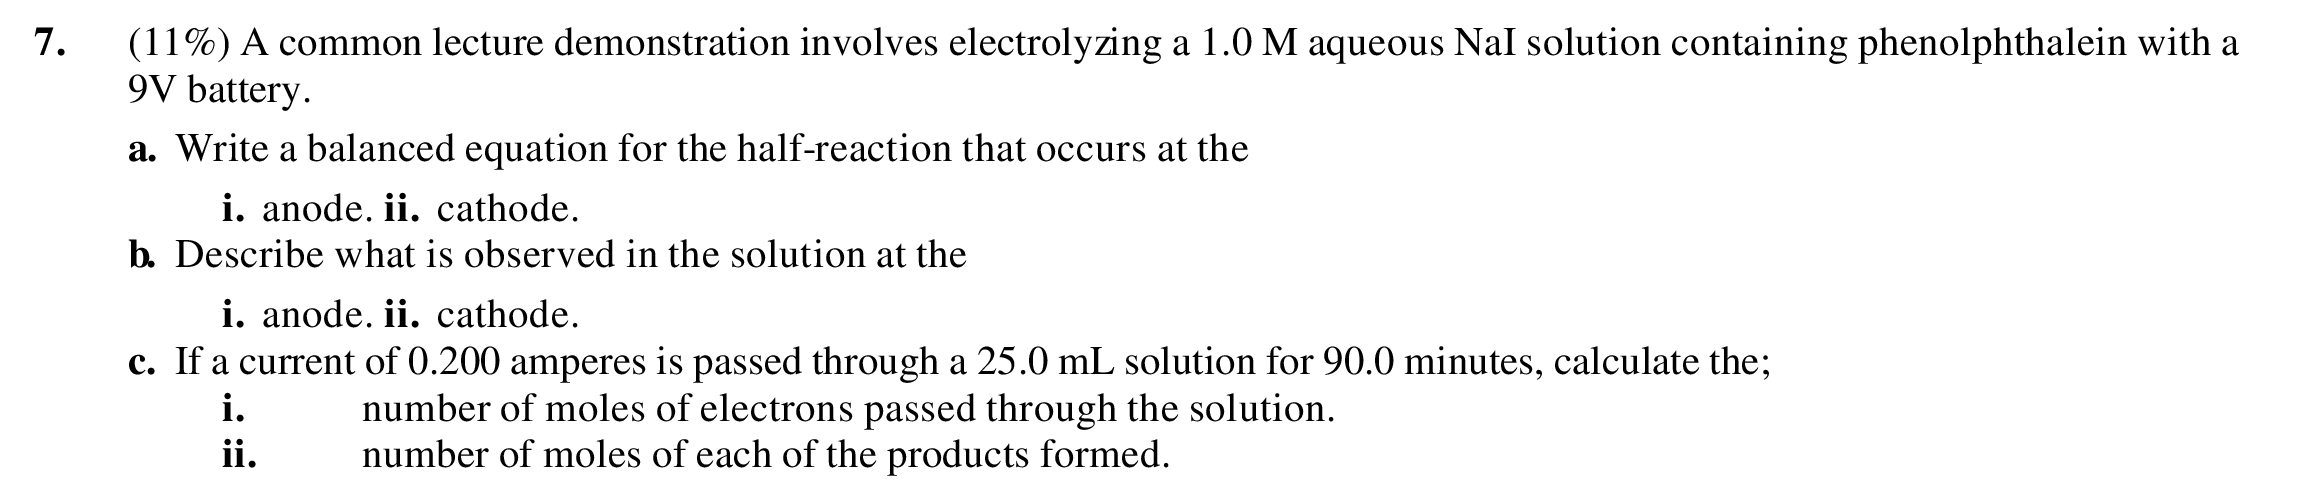 7. (11%) A common lecture demonstration involves electrolyzing a 1.0 M aqueous NaI solution containing phenolphthalein with a
9V battery.
a. Write a balanced equation for the half-reaction that occurs at the
i. anode. ii. cathode.
b. Describe what is observed in the solution at the
i. anode. ii. cathode.
c. If a current of 0.200 amperes is passed through a 25.0 mL solution for 90.0 minutes, calculate the;
i. number of moles of electrons passed through the solution.
ii. number of moles of each of the products formed.